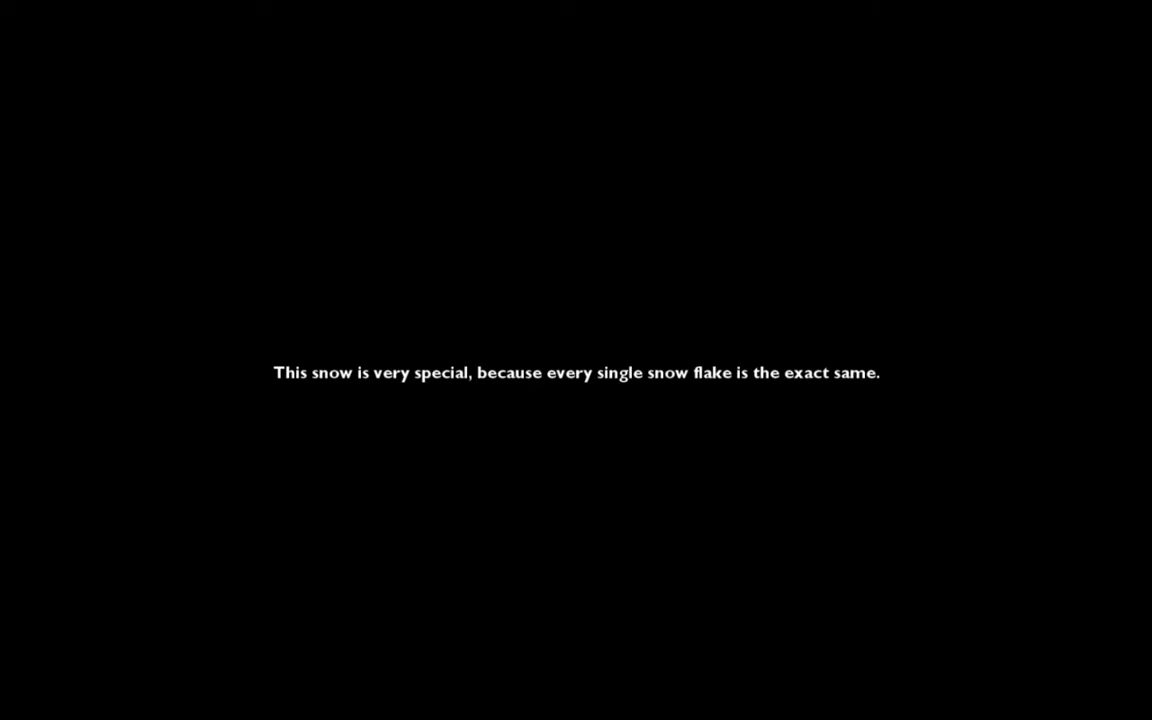 This snow is very special, because every single snow flake is the exact same.